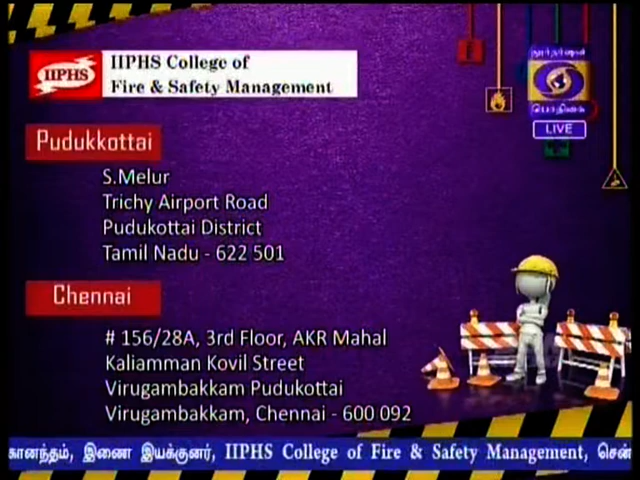 IIPHS
IIPHS College of
Fire & Safety Management
தூர்தர்ஷன்
பொதிகை
LIVE
Pudukkottai
S.Melur
Trichy Airport Road
Pudukottai District
Tamil Nadu - 622 501
Chennai
# 156/28A, 3rd Floor, AKR Mahal
Kaliamman Kovil Street
Virugambakkam Pudukottai
Virugambakkam, Chennai - 600 092
கானந்தம், இணை இயக்குனர், IIPHS College of Fire & Safety Management, சென்